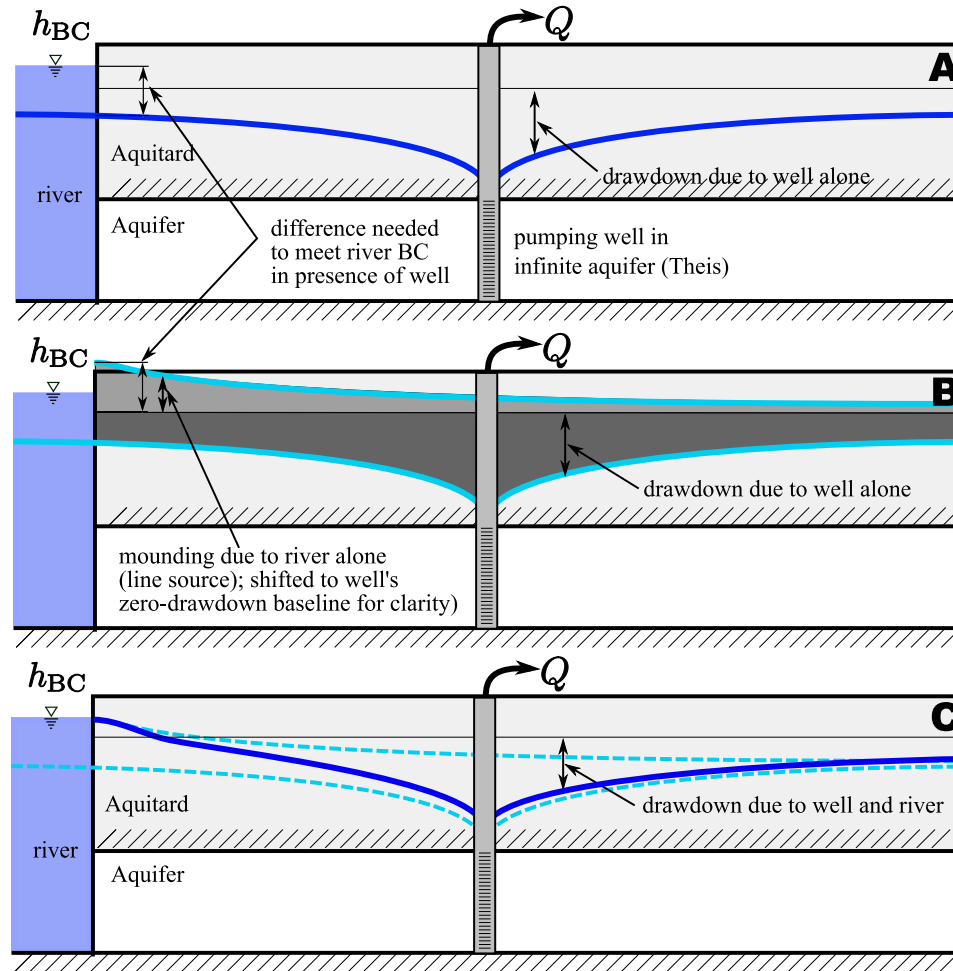 h_BC
Q
A
Aquitard
drawdown due to well alone
river
Aquifer
difference needed
to meet river BC
in presence of well
pumping well in
infinite aquifer (Theis)
h_BC
Q
B
drawdown due to well alone
mounding due to river alone
(line source); shifted to well's
zero-drawdown baseline for clarity)
h_BC
Q
C
Aquitard
drawdown due to well and river
river
Aquifer